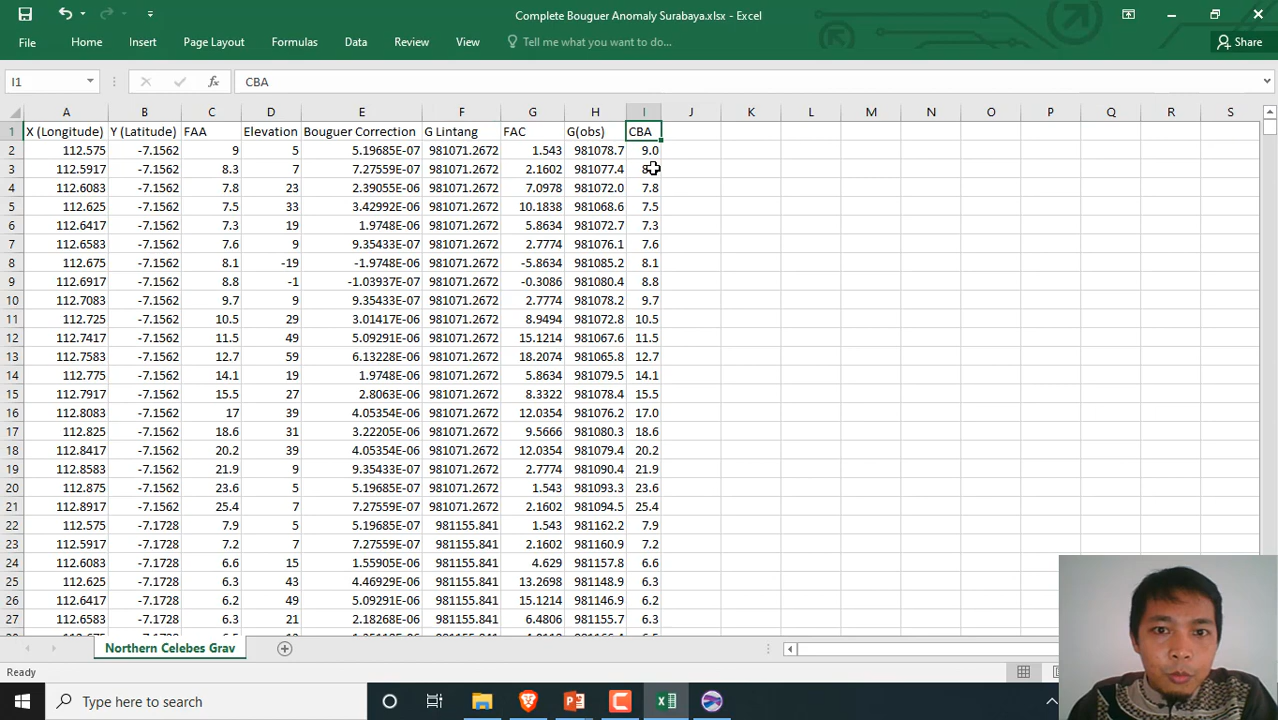 Complete Bouguer Anomaly Surabaya.xlsx - Excel
File Home Insert Page Layout Formulas Data Review View Tell me what you want to do... Share
I1 fx CBA
A B C D E F G H I J K L M N O P Q R S
1 X (Longitude) Y (Latitude) FAA Elevation Bouguer Correction G Lintang FAC G(obs) CBA
2 112.575 -7.1562 9 5 5.19685E-07 981071.2672 1.543 981078.7 9.0
3 112.5917 -7.1562 8.3 7 7.27559E-07 981071.2672 2.1602 981077.4
4 112.6083 -7.1562 7.8 23 2.39055E-06 981071.2672 7.0978 981072.0 7.8
5 112.625 -7.1562 7.5 33 3.42992E-06 981071.2672 10.1838 981068.6 7.5
6 112.6417 -7.1562 7.3 19 1.9748E-06 981071.2672 5.8634 981072.7 7.3
7 112.6583 -7.1562 7.6 9 9.35433E-07 981071.2672 2.7774 981076.1 7.6
8 112.675 -7.1562 8.1 -19 -1.9748E-06 981071.2672 -5.8634 981085.2 8.1
9 112.6917 -7.1562 8.8 -1 -1.03937E-07 981071.2672 -0.3086 981080.4 8.8
10 112.7083 -7.1562 9.7 9 9.35433E-07 981071.2672 2.7774 981078.2 9.7
11 112.725 -7.1562 10.5 29 3.01417E-06 981071.2672 8.9494 981072.8 10.5
12 112.7417 -7.1562 11.5 49 5.09291E-06 981071.2672 15.1214 981067.6 11.5
13 112.7583 -7.1562 12.7 59 6.13228E-06 981071.2672 18.2074 981065.8 12.7
14 112.775 -7.1562 14.1 19 1.9748E-06 981071.2672 5.8634 981079.5 14.1
15 112.7917 -7.1562 15.5 27 2.8063E-06 981071.2672 8.3322 981078.4 15.5
16 112.8083 -7.1562 17 39 4.05354E-06 981071.2672 12.0354 981076.2 17.0
17 112.825 -7.1562 18.6 31 3.22205E-06 981071.2672 9.5666 981080.3 18.6
18 112.8417 -7.1562 20.2 39 4.05354E-06 981071.2672 12.0354 981079.4 20.2
19 112.8583 -7.1562 21.9 9 9.35433E-07 981071.2672 2.7774 981090.4 21.9
20 112.875 -7.1562 23.6 5 5.19685E-07 981071.2672 1.543 981093.3 23.6
21 112.8917 -7.1562 25.4 7 7.27559E-07 981071.2672 2.1602 981094.5 25.4
22 112.575 -7.1728 7.9 5 5.19685E-07 981155.841 1.543 981162.2 7.9
23 112.5917 -7.1728 7.2 7 7.27559E-07 981155.841 2.1602 981160.9 7.2
24 112.6083 -7.1728 6.6 15 1.55905E-06 981155.841 4.629 981157.8 6.6
25 112.625 -7.1728 6.3 43 4.46929E-06 981155.841 13.2698 981148.9 6.3
26 112.6417 -7.1728 6.2 49 5.09291E-06 981155.841 15.1214 981146.9 6.2
27 112.6583 -7.1728 6.3 21 2.18268E-06 981155.841 6.4806 981155.7 6.3
Northern Celebes Grav
Ready
Type here to search